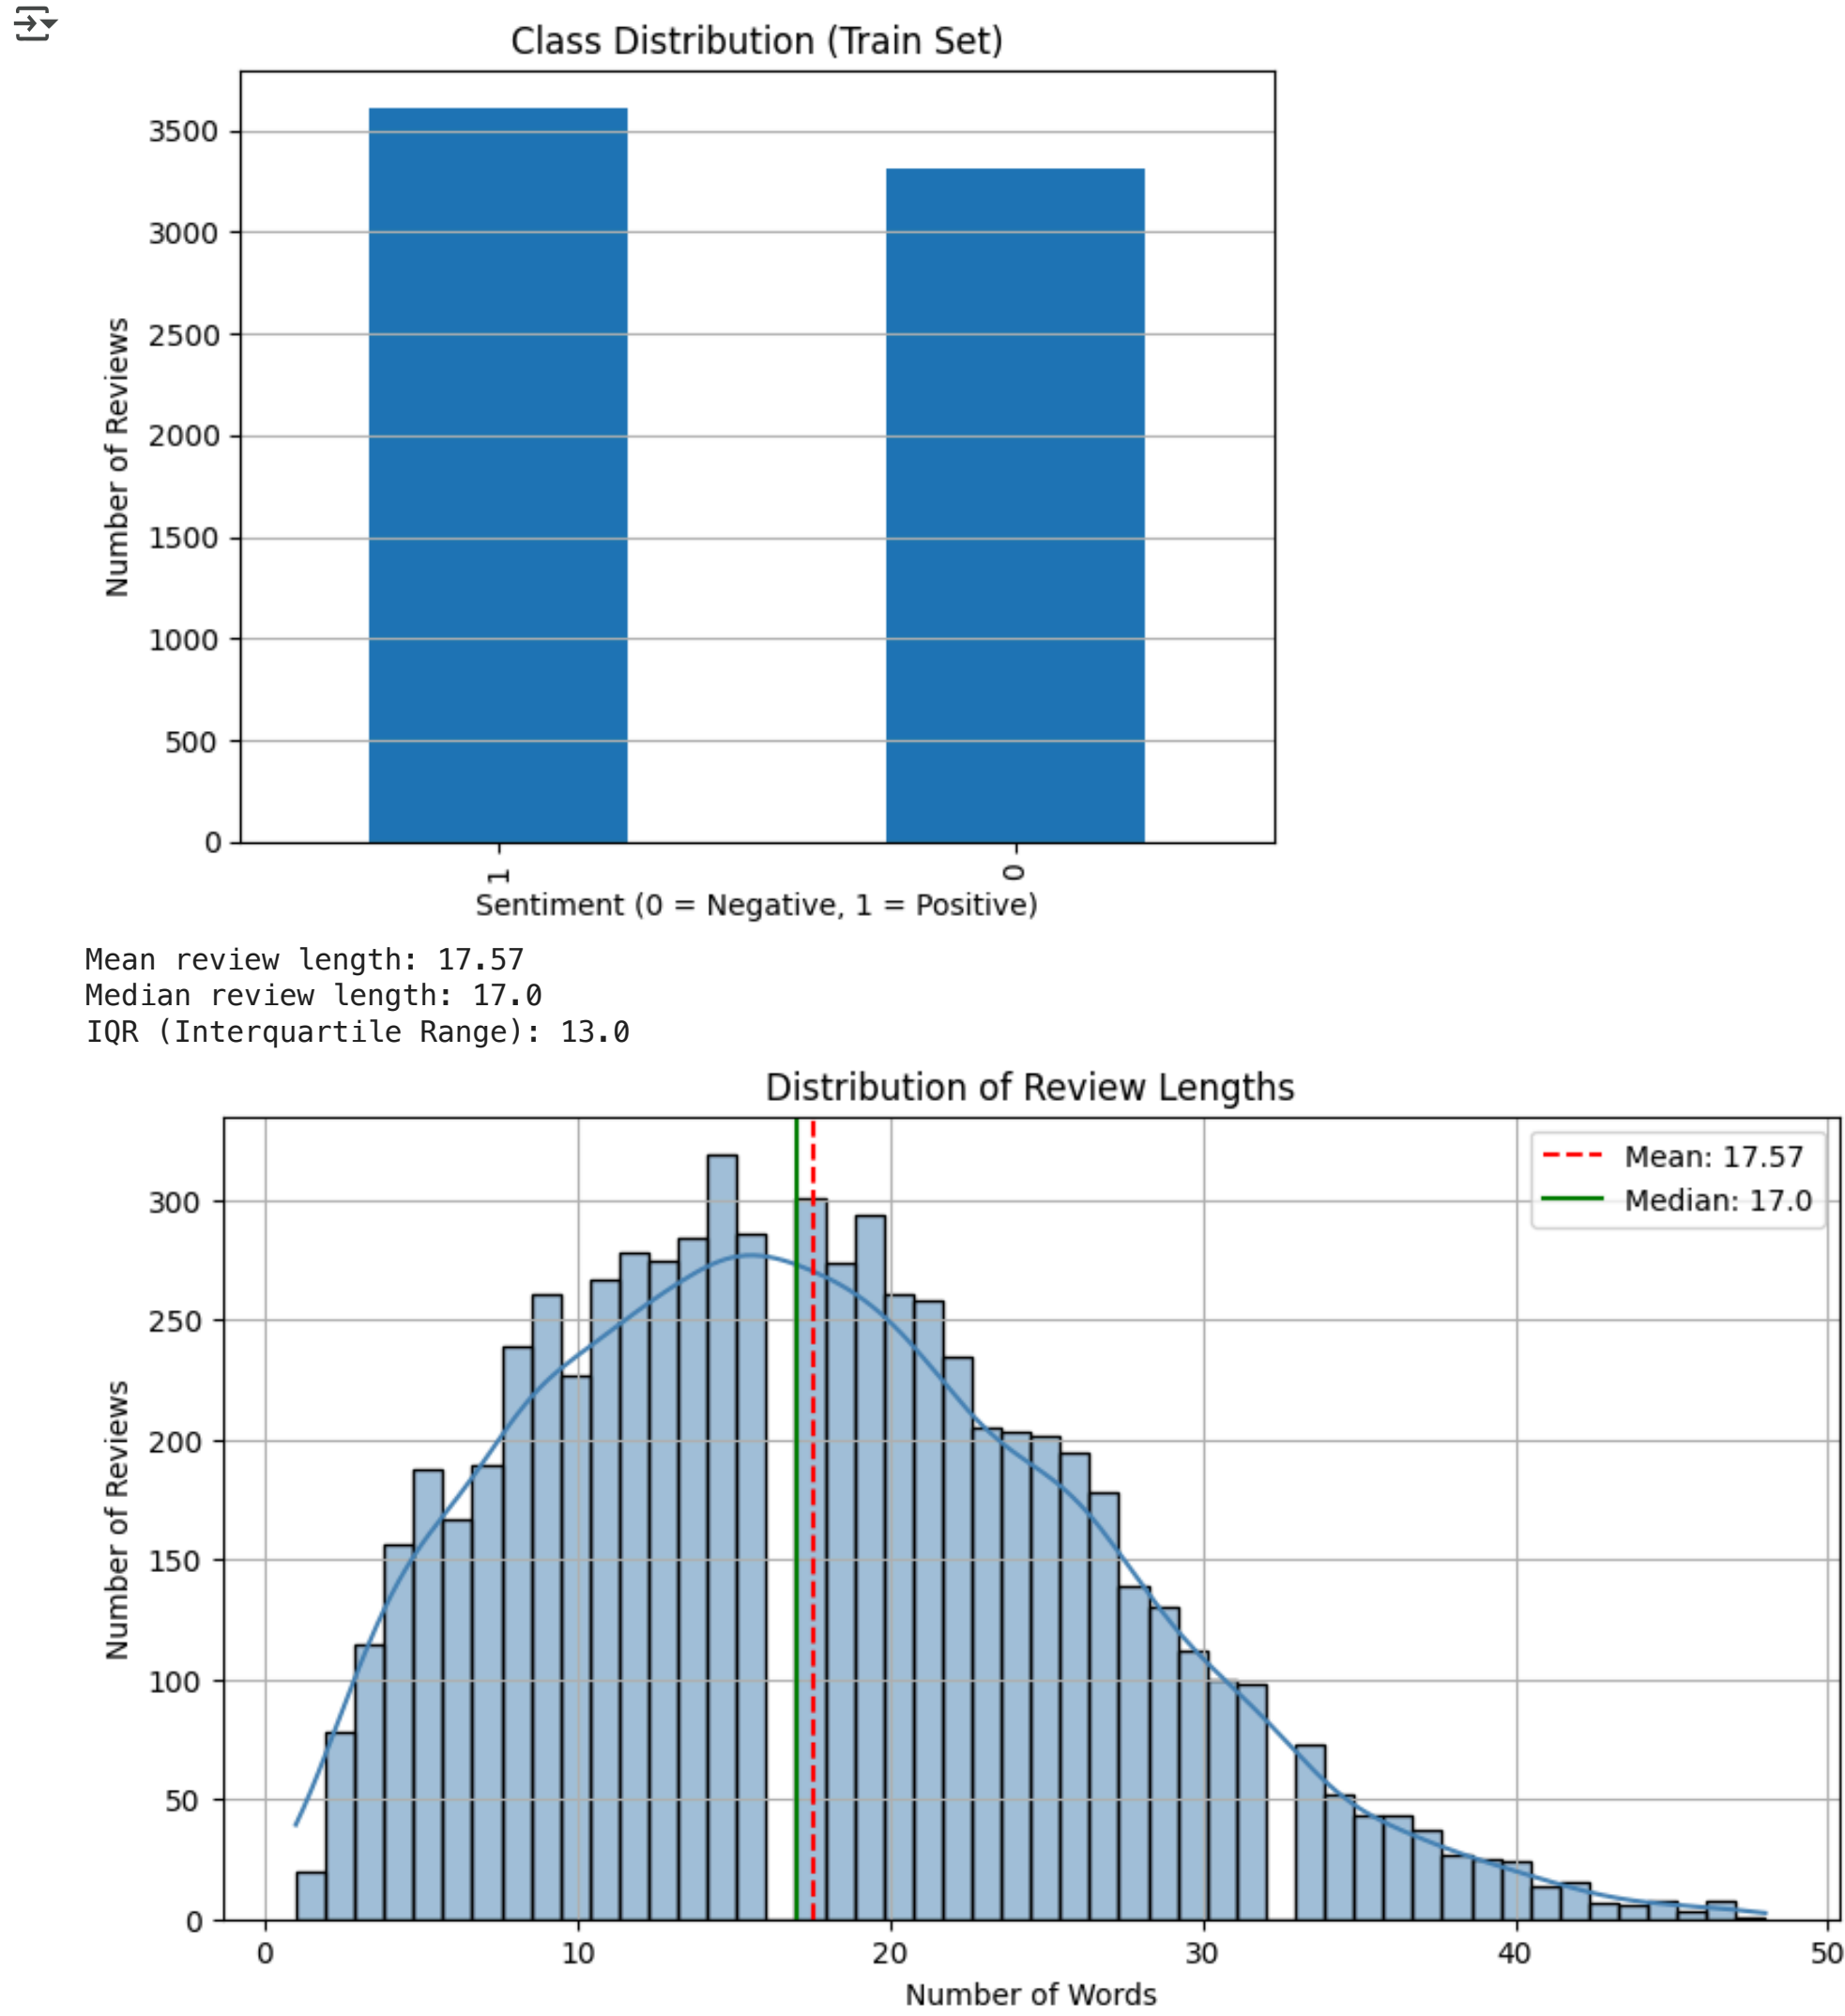 Class Distribution (Train Set)
3500
3000
2500
2000
1500
1000
500
0
Number of Reviews
1
0
Sentiment (0 = Negative, 1 = Positive)
Mean review length: 17.57
Median review length: 17.0
IQR (Interquartile Range): 13.0
Distribution of Review Lengths
Mean: 17.57
Median: 17.0
300
250
200
150
100
50
0
Number of Reviews
0
10
20
30
40
50
Number of Words